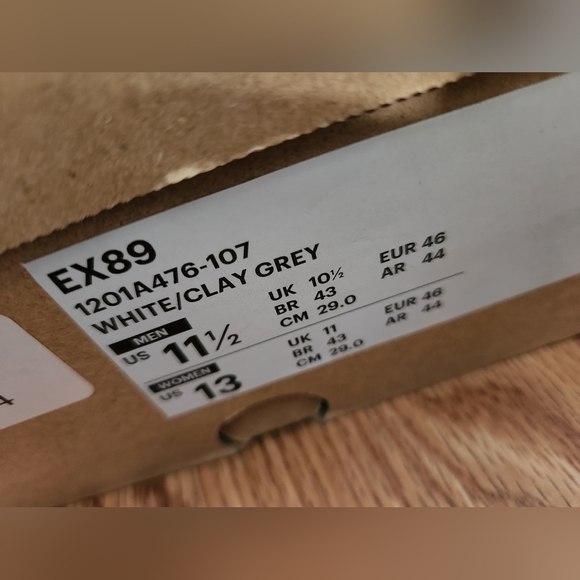 EX89
1201A476-107
WHITE/CLAY GREY
MEN
US 11½
UK 10½
BR 43
CM 29.0
EUR 46
AR 44
WOMEN
US 13
UK 11
BR 43
CM 29.0
EUR 46
AR 44
4